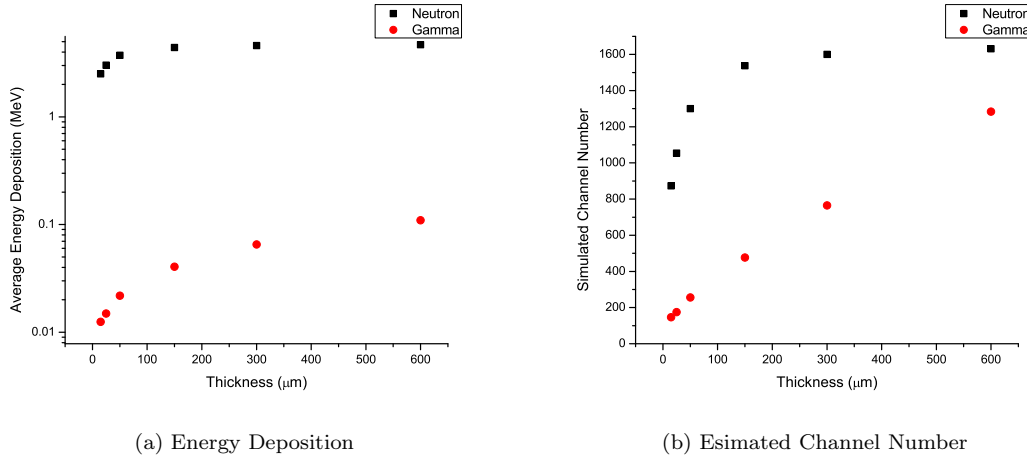 Neutron
Gamma
1
0.1
0.01
Average Energy Deposition (MeV)
0 100 200 300 400 500 600
Thickness (μm)
(a) Energy Deposition
Neutron
Gamma
1600
1400
1200
1000
800
600
400
200
0
Simulated Channel Number
0 100 200 300 400 500 600
Thickness (μm)
(b) Esimated Channel Number